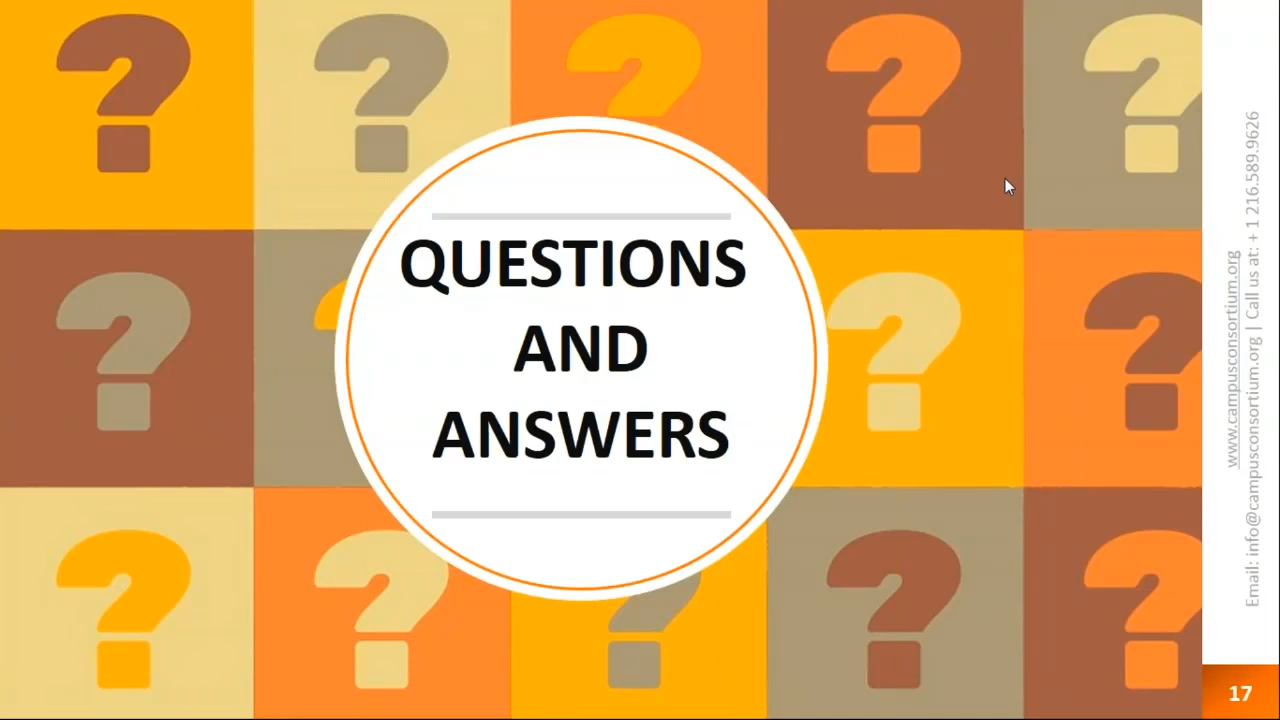 QUESTIONS
AND
ANSWERS
www.campusconsortium.org
Email: info@campusconsortium.org | Call us at: + 1 216.589.9626
17